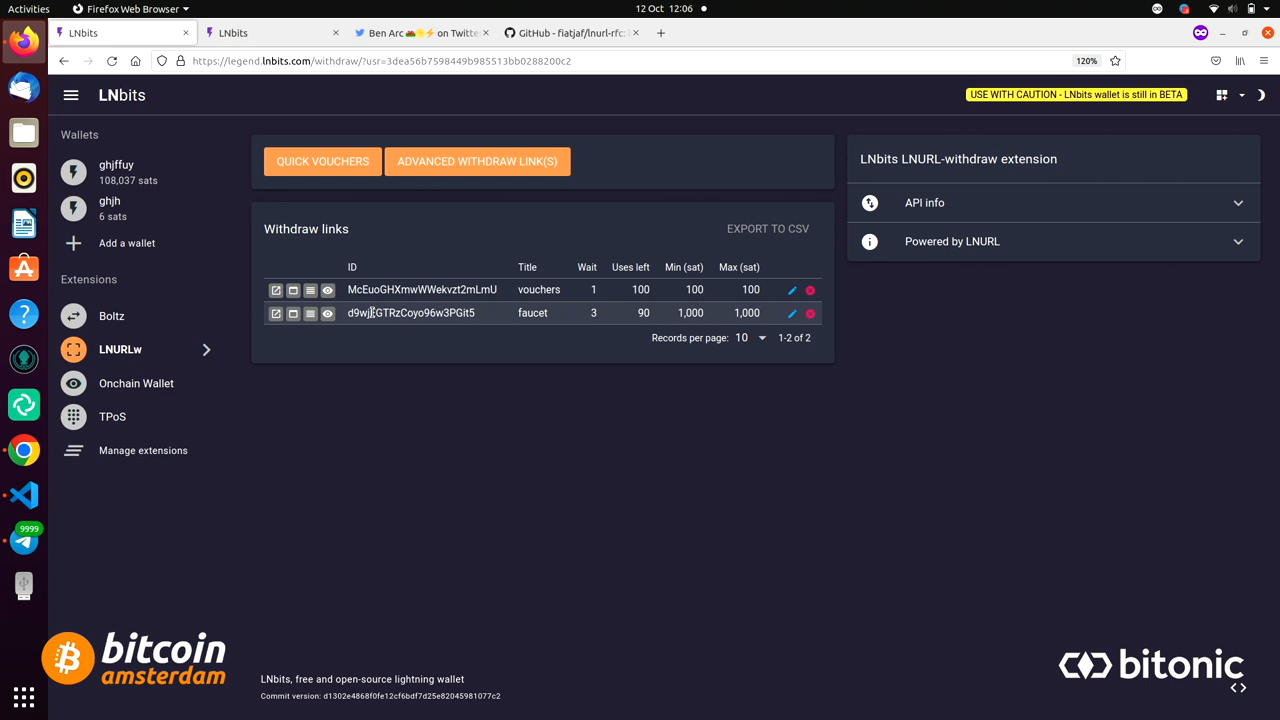 Activities
Firefox Web Browser
12 Oct 12:06
LNbits
LNbits
Ben Arc
on Twitte
GitHub - fiatjaf/lnurl-rfc:
https://legend.lnbits.com/withdraw/?usr=3dea56b7598449b985513bb0288200c2
120%
LNbits
USE WITH CAUTION - LNbits wallet is still in BETA
Wallets
ghjffuy
108,037 sats
ghjh
6 sats
Add a wallet
Extensions
Boltz
LNURLw
Onchain Wallet
TPoS
Manage extensions
QUICK VOUCHERS
ADVANCED WITHDRAW LINK(S)
Withdraw links
EXPORT TO CSV
ID Title Wait Uses left Min (sat) Max (sat)
McEuoGHXmwWWekvzt2mLmU vouchers 1 100 100 100
faucet 3 90 1,000 1,000
Records per page: 10 1-2 of 2
LNbits LNURL-withdraw extension
API info
Powered by LNURL
9999
bitcoin
amsterdam
LNbits, free and open-source lightning wallet
Commit version: d1302e4868f0fe12cf6bdf7d25e82045981077c2
bitonic